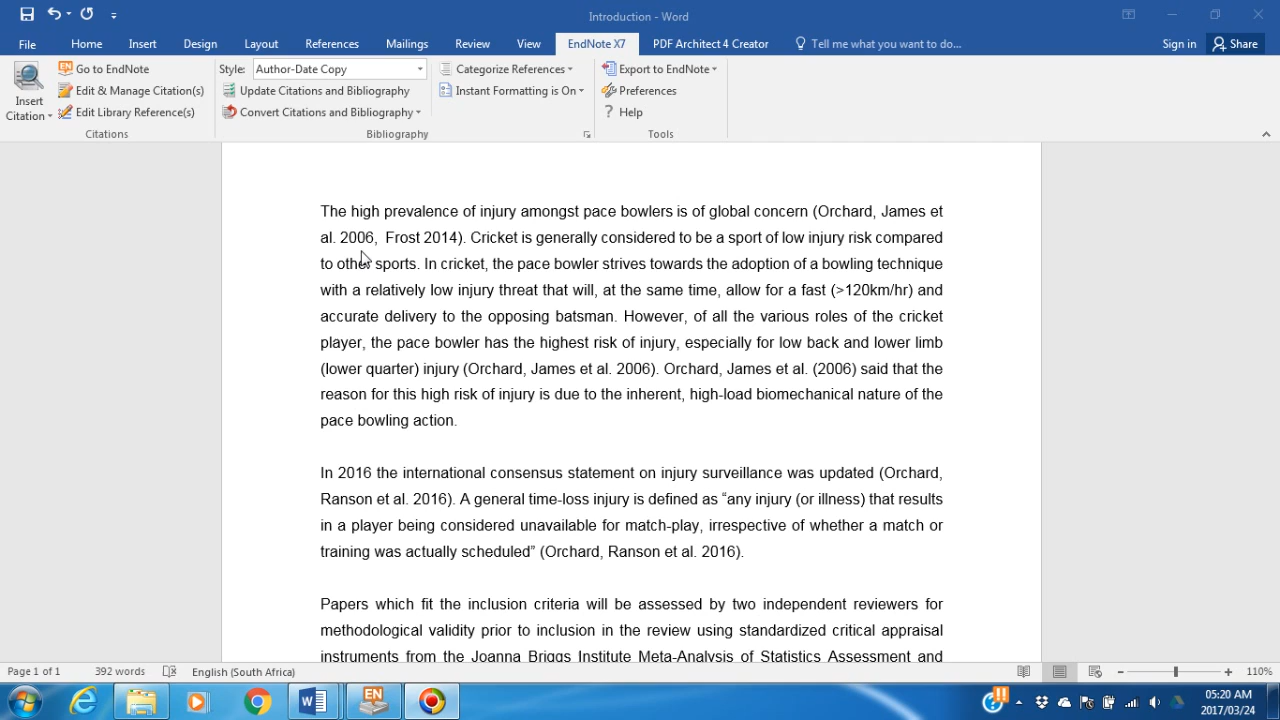 Introduction - Word
File Home Insert Design Layout References Mailings Review View EndNote X7 PDF Architect 4 Creator Tell me what you want to do... Sign in Share
Go to EndNote Style: Author-Date Copy Categorize References Export to EndNote
Insert Edit & Manage Citation(s) Update Citations and Bibliography Instant Formatting is On Preferences
Citation Edit Library Reference(s) Convert Citations and Bibliography ? Help
Citations Bibliography Tools
The high prevalence of injury amongst pace bowlers is of global concern (Orchard, James et
al. 2006, Frost 2014). Cricket is generally considered to be a sport of low injury risk compared
to other sports. In cricket, the pace bowler strives towards the adoption of a bowling technique
with a relatively low injury threat that will, at the same time, allow for a fast (>120km/hr) and
accurate delivery to the opposing batsman. However, of all the various roles of the cricket
player, the pace bowler has the highest risk of injury, especially for low back and lower limb
(lower quarter) injury (Orchard, James et al. 2006). Orchard, James et al. (2006) said that the
reason for this high risk of injury is due to the inherent, high-load biomechanical nature of the
pace bowling action.
In 2016 the international consensus statement on injury surveillance was updated (Orchard,
Ranson et al. 2016). A general time-loss injury is defined as “any injury (or illness) that results
in a player being considered unavailable for match-play, irrespective of whether a match or
training was actually scheduled” (Orchard, Ranson et al. 2016).
Papers which fit the inclusion criteria will be assessed by two independent reviewers for
methodological validity prior to inclusion in the review using standardized critical appraisal
instruments from the Joanna Briggs Institute Meta-Analysis of Statistics Assessment and
Page 1 of 1 392 words English (South Africa) 110%
EN
05:20 AM
2017/03/24